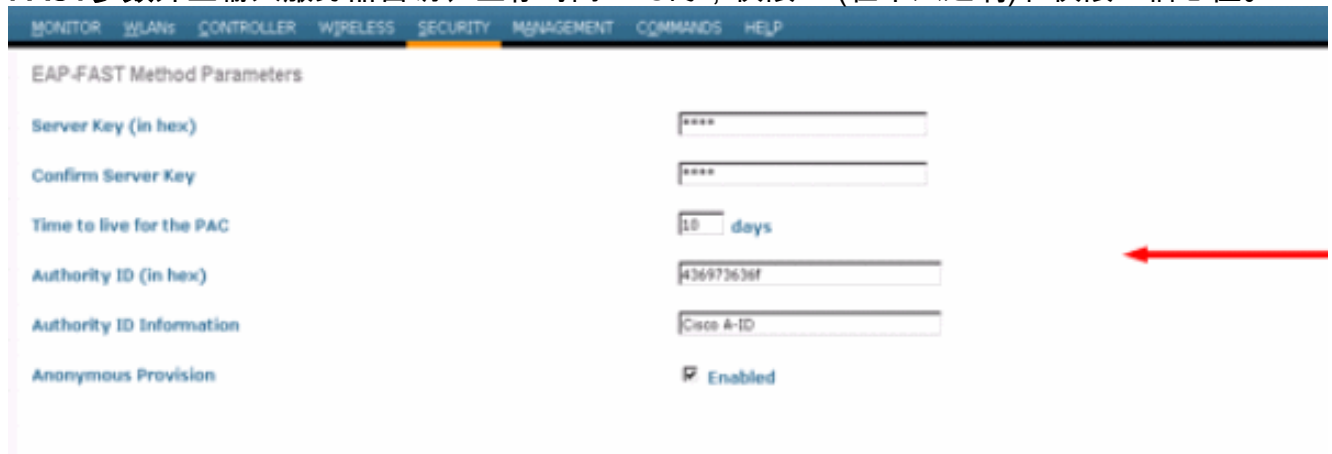 MONITOR WLANs CONTROLLER WIRELESS SECURITY MANAGEMENT COMMANDS HELP
EAP-FAST Method Parameters
Server Key (in hex) ****
Confirm Server Key ****
Time to live for the PAC 10 days
Authority ID (in hex) 436973636f
Authority ID Information Cisco A-ID
Anonymous Provision Enabled